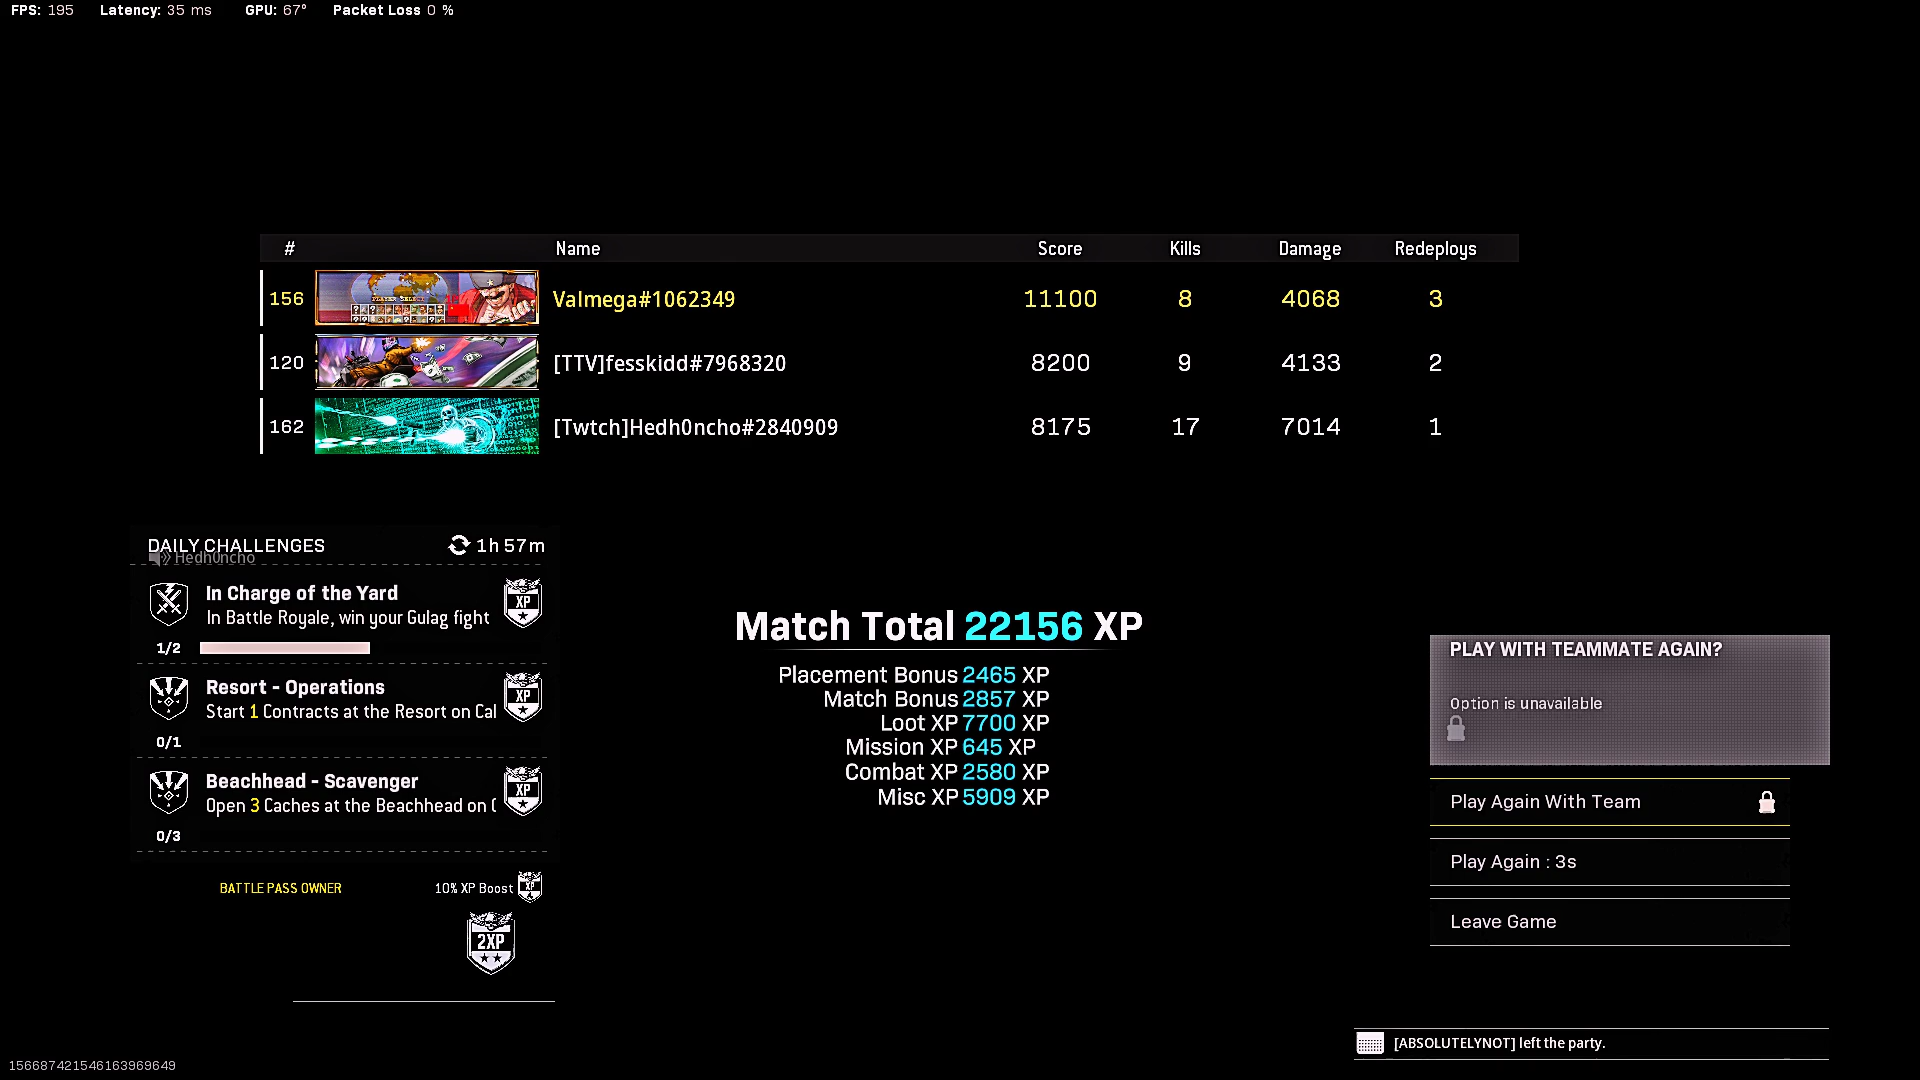 FPS: 195 Latency: 35 ms GPU: 67° Packet Loss 0 %
# Name Score Kills Damage Redeploys
156 PLAYER SELECT Valmega#1062349 11100 8 4068 3
120 [TTV]fesskidd#7968320 8200 9 4133 2
162 [Twtch]Hedh0ncho#2840909 8175 17 7014 1
DAILY CHALLENGES 1h 57m
Hedh0ncho
In Charge of the Yard
In Battle Royale, win your Gulag fight
XP
1/2
Resort - Operations
Start 1 Contracts at the Resort on Cal
XP
0/1
Beachhead - Scavenger
Open 3 Caches at the Beachhead on
XP
0/3
BATTLE PASS OWNER 10% XP Boost XP
2XP
Match Total 22156 XP
Placement Bonus 2465 XP
Match Bonus 2857 XP
Loot XP 7700 XP
Mission XP 645 XP
Combat XP 2580 XP
Misc XP 5909 XP
PLAY WITH TEAMMATE AGAIN?
Option is unavailable
Play Again With Team
Play Again : 3s
Leave Game
[ABSOLUTELYNOT] left the party.
156687421546163969649